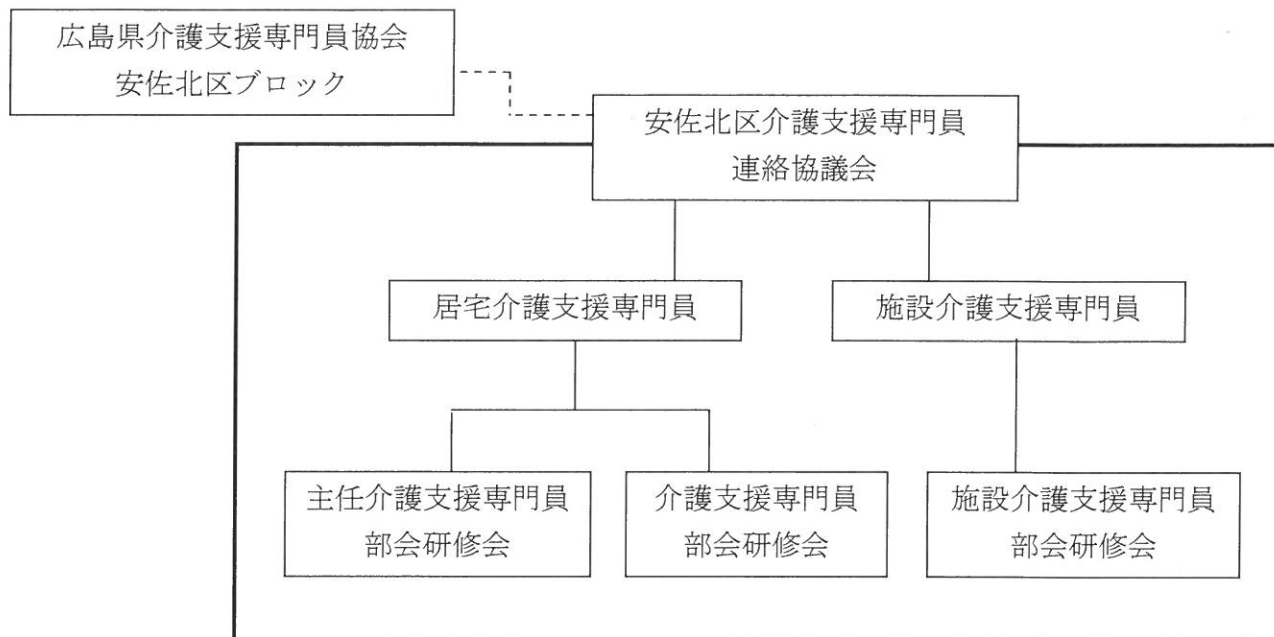 広島県介護支援専門員協会
安佐北区ブロック
安佐北区介護支援専門員
連絡協議会
居宅介護支援専門員
施設介護支援専門員
主任介護支援専門員
部会研修会
介護支援専門員
部会研修会
施設介護支援専門員
部会研修会